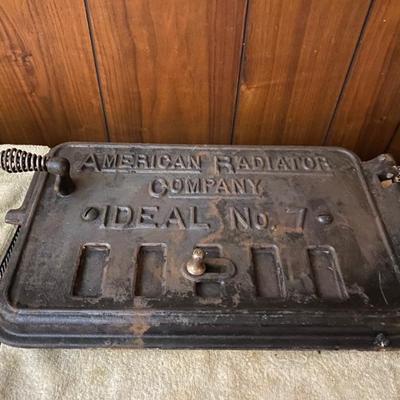 AMERICAN RADIATOR
COMPANY
IDEAL NO. 7